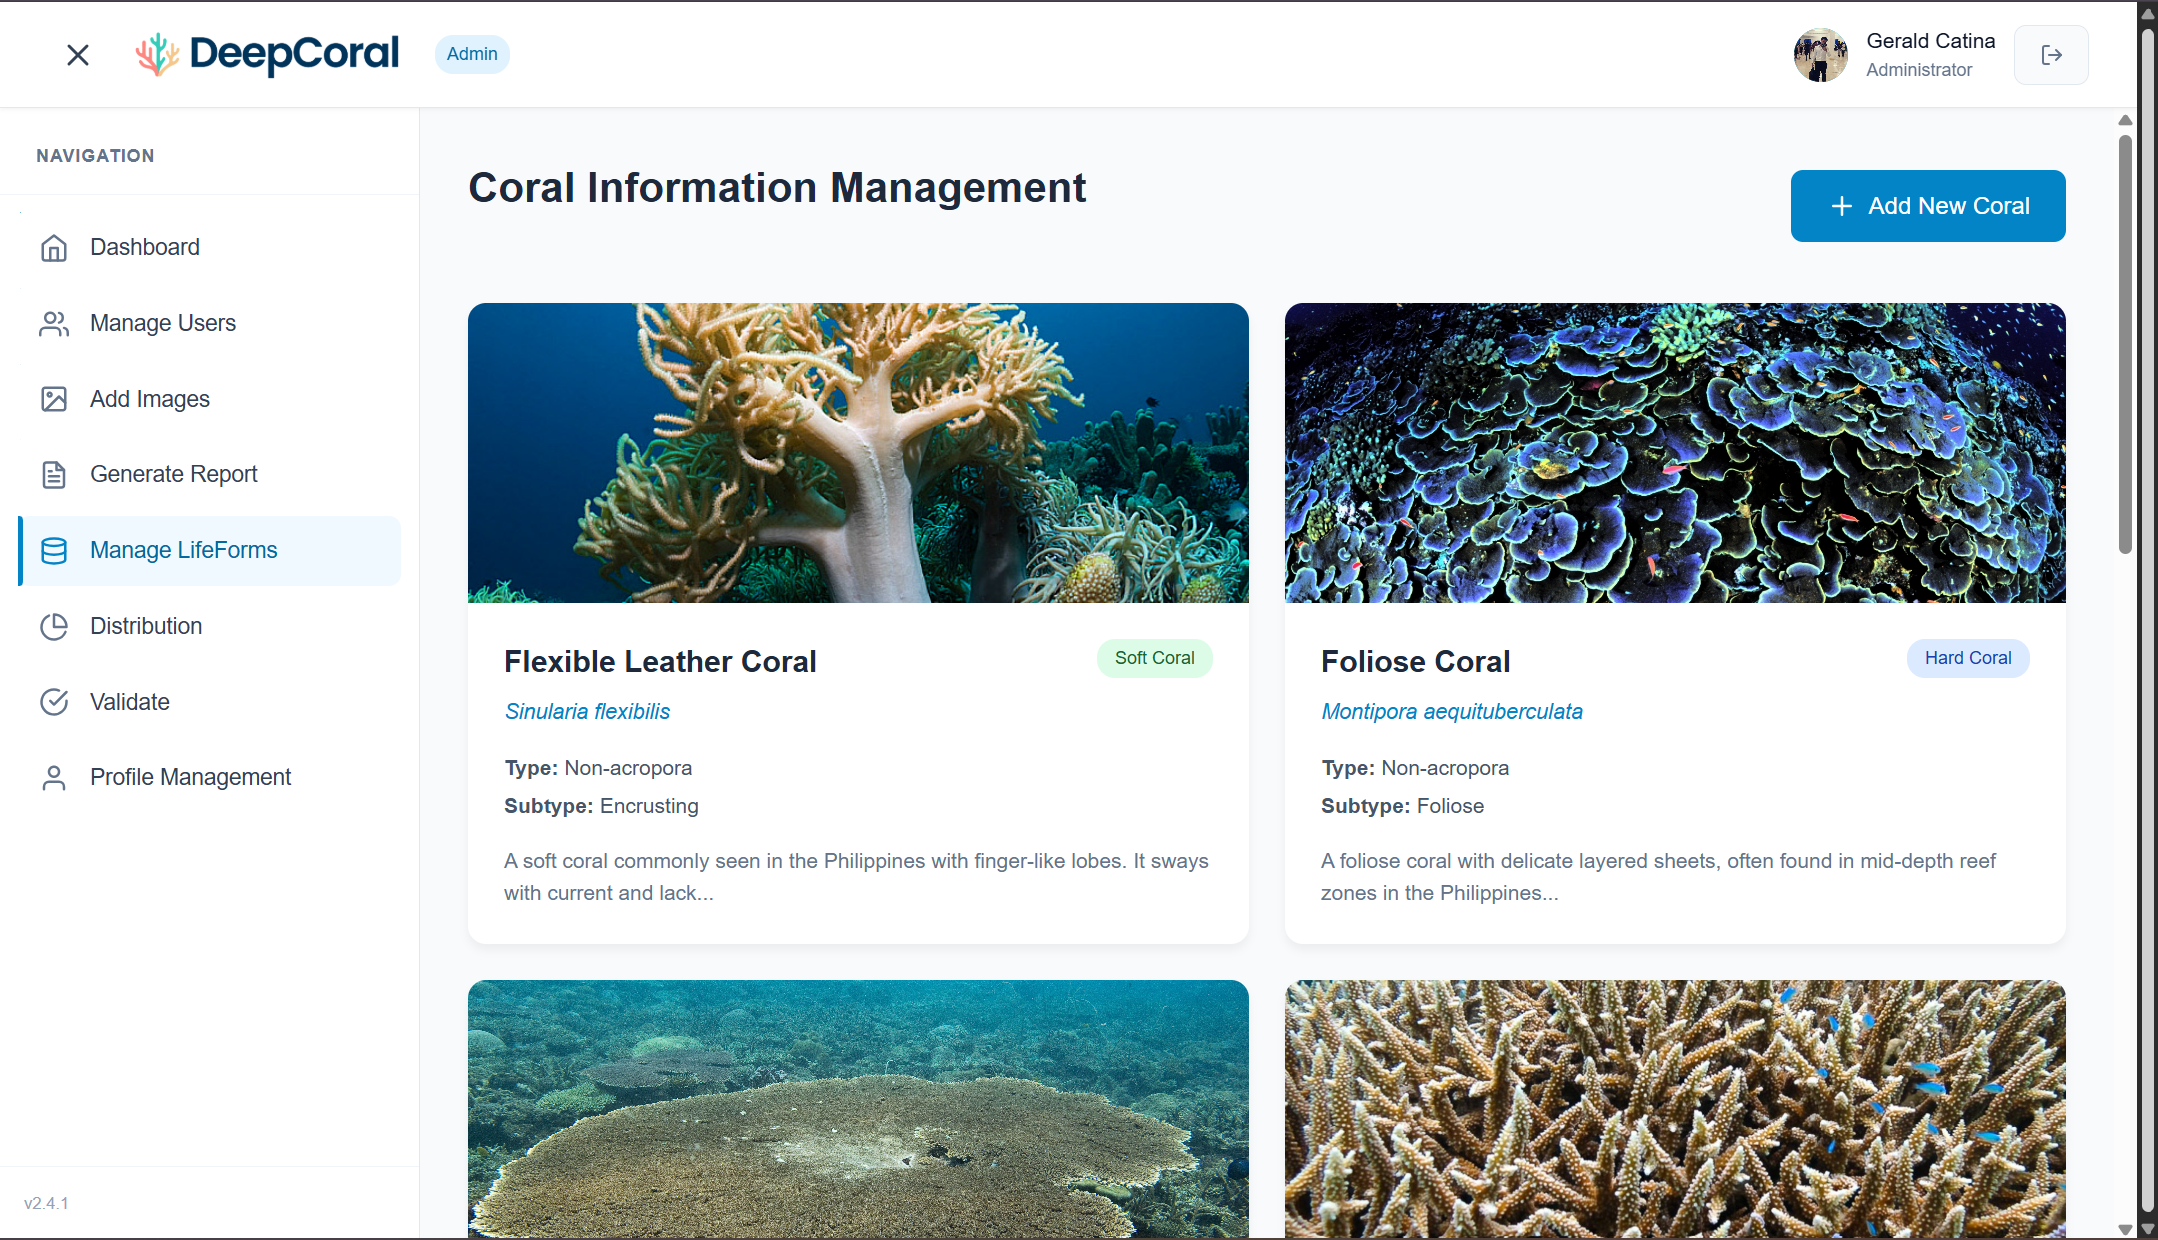 DeepCoral
Admin
Gerald Catina
Administrator
NAVIGATION
Dashboard
Manage Users
Add Images
Generate Report
Manage LifeForms
Distribution
Validate
Profile Management
v2.4.1
Coral Information Management
Add New Coral
Flexible Leather Coral
Soft Coral
Sinularia flexibilis
Type: Non-acropora
Subtype: Encrusting
A soft coral commonly seen in the Philippines with finger-like lobes. It sways
with current and lack...
Foliose Coral
Hard Coral
Montipora aequituberculata
Type: Non-acropora
Subtype: Foliose
A foliose coral with delicate layered sheets, often found in mid-depth reef
zones in the Philippines...